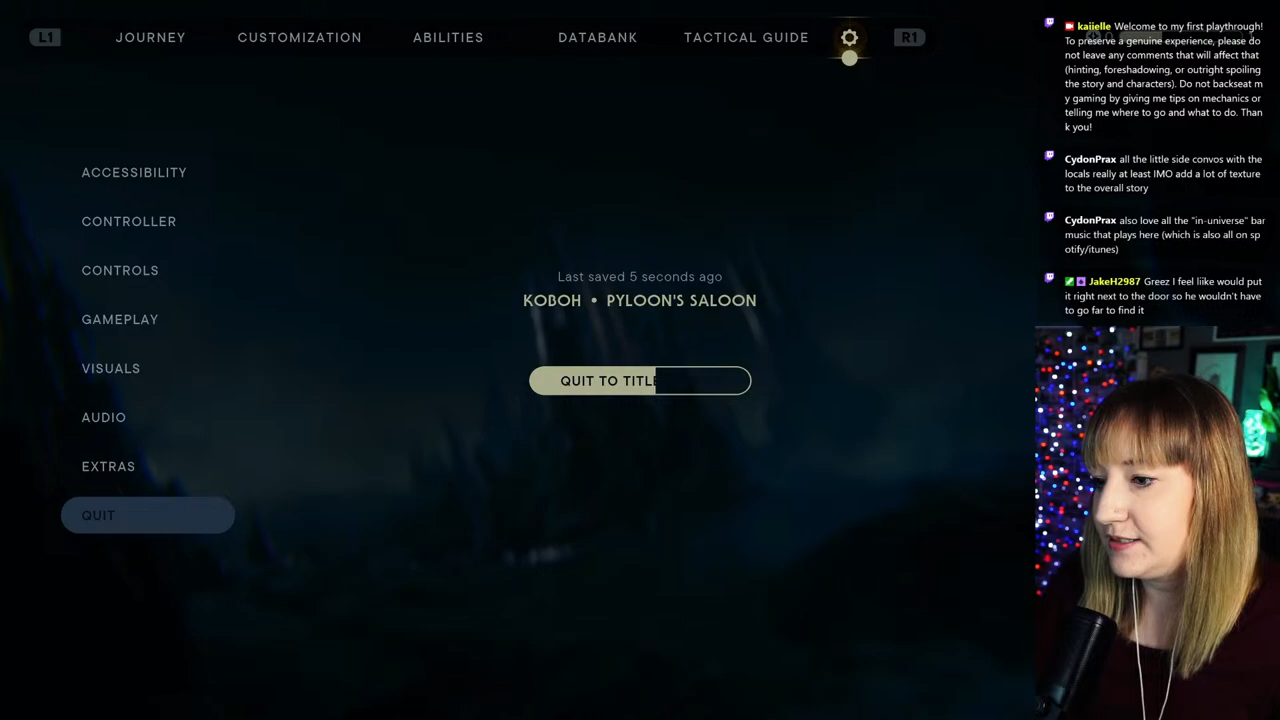 L1
JOURNEY
CUSTOMIZATION
ABILITIES
DATABANK
TACTICAL GUIDE
R1
ACCESSIBILITY
CONTROLLER
CONTROLS
GAMEPLAY
VISUALS
AUDIO
EXTRAS
QUIT
Last saved 5 seconds ago
KOBOH • PYLOON'S SALOON
QUIT TO TITLE
kaiielle Welcome to my first playthrough!
To preserve a genuine experience, please do
not leave any comments that will affect that
(hinting, foreshadowing, or outright spoiling
the story and characters). Do not backseat m
y gaming by giving me tips on mechanics or
telling me where to go and what to do. Than
k you!
CydonPrax all the little side convos with the
locals really at least IMO add a lot of texture
to the overall story
CydonPrax also love all the "in-universe" bar
music that plays here (which is also all on sp
otify/itunes)
JakeH2987 Greez I feel liike would put
it right next to the door so he wouldn't have
to go far to find it